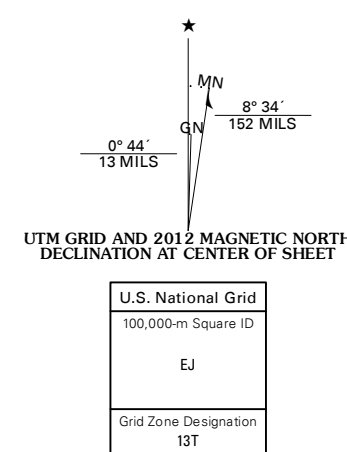 ★
MN
8° 34´
152 MILS
GN
0° 44´
13 MILS
UTM GRID AND 2012 MAGNETIC NORTH
DECLINATION AT CENTER OF SHEET
U.S. National Grid
100,000-m Square ID
EJ
Grid Zone Designation
13T